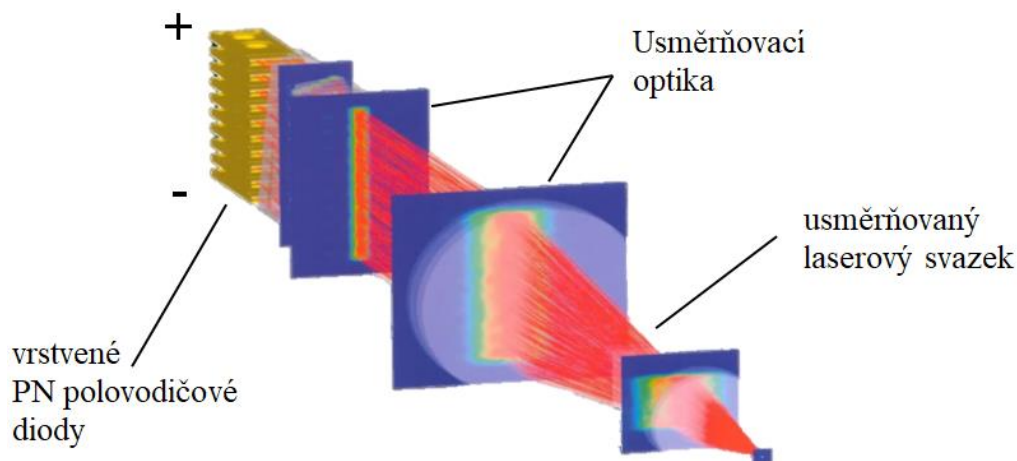 +
Usměrňovací
optika
-
usměrňovaný
laserový svazek
vrstvené
PN polovodičové
diody